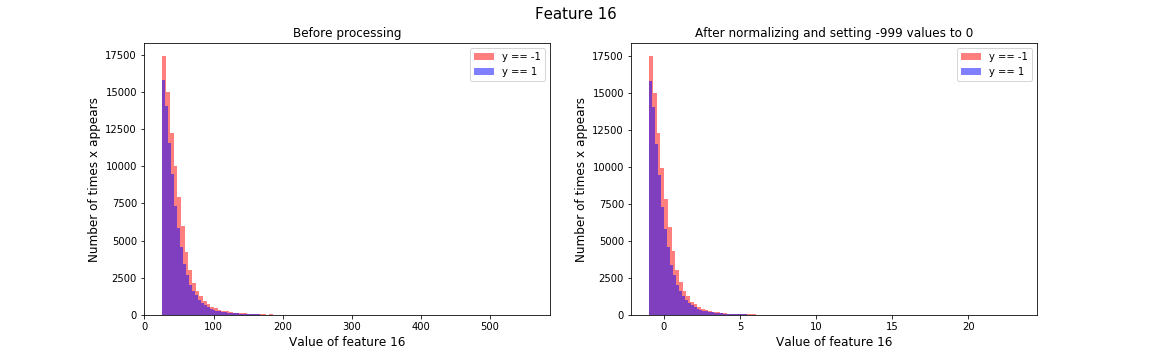 Feature 16
Before processing
Number of times x appears
17500
15000
12500
10000
7500
5000
2500
0
y == -1
y == 1
0 100 200 300 400 500
Value of feature 16
After normalizing and setting -999 values to 0
Number of times x appears
17500
15000
12500
10000
7500
5000
2500
0
y == -1
y == 1
0 5 10 15 20
Value of feature 16